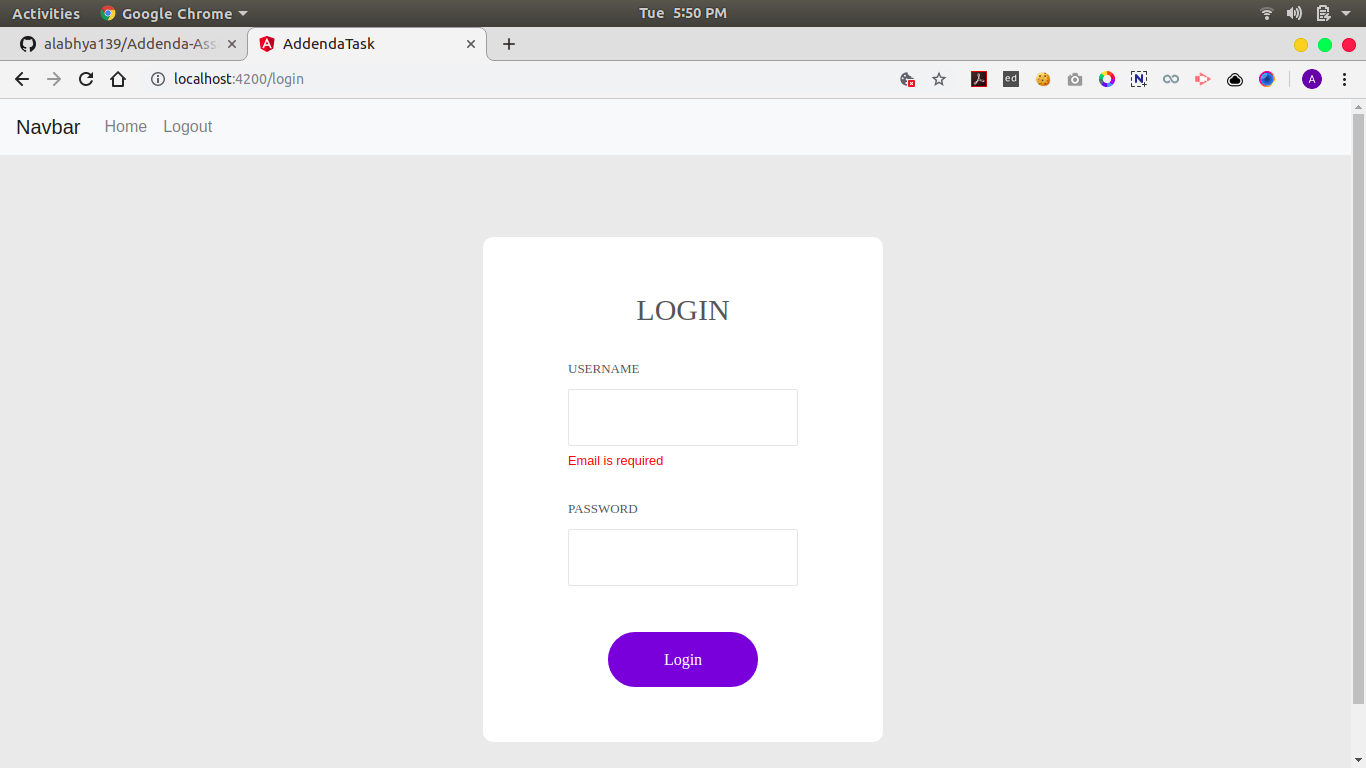 Activities Google Chrome Tue 5:50 PM
alabhya139/Addenda-Ass AddendaTask
localhost:4200/login ed N A
Navbar Home Logout
LOGIN
USERNAME
Email is required
PASSWORD
Login